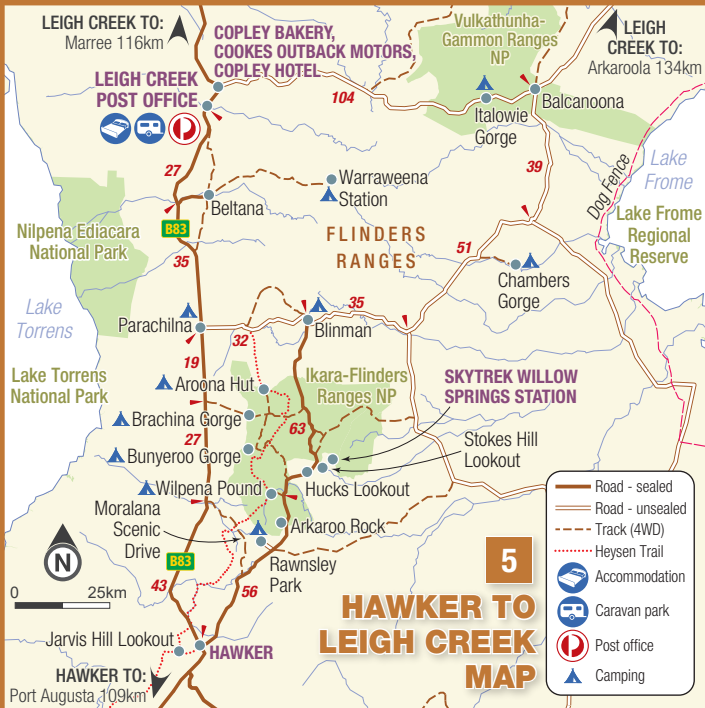 LEIGH CREEK TO:
Marree 116km
COPLEY BAKERY,
COOKES OUTBACK MOTORS,
COPLEY HOTEL
Vulkathunha-
Gammon Ranges
NP
LEIGH
CREEK TO:
Arkaroola 134km
LEIGH CREEK
POST OFFICE
104
Italowie
Gorge
Balcanoona
27
Warraweena
Station
39
Dog Fence
Lake
Frome
Beltana
B83
Nilpena Ediacara
National Park
FLINDERS
RANGES
Lake Frome
Regional
Reserve
35
51
Chambers
Gorge
Lake
Torrens
Parachilna
32
Blinman
35
19
Lake Torrens
National Park
Aroona Hut
Ikara-Flinders
Ranges NP
SKYTREK WILLOW
SPRINGS STATION
Brachina Gorge
63
27
Bunyeroo Gorge
Stokes Hill
Lookout
Wilpena Pound
Hucks Lookout
Moralana
Scenic
Drive
Arkaroo Rock
Rawnsley
Park
N
B83
0 25km
43
56
Jarvis Hill Lookout
HAWKER
HAWKER TO:
Port Augusta 109km
5
HAWKER TO
LEIGH CREEK
MAP
Road - sealed
Road - unsealed
Track (4WD)
Heysen Trail
Accommodation
Caravan park
Post office
Camping